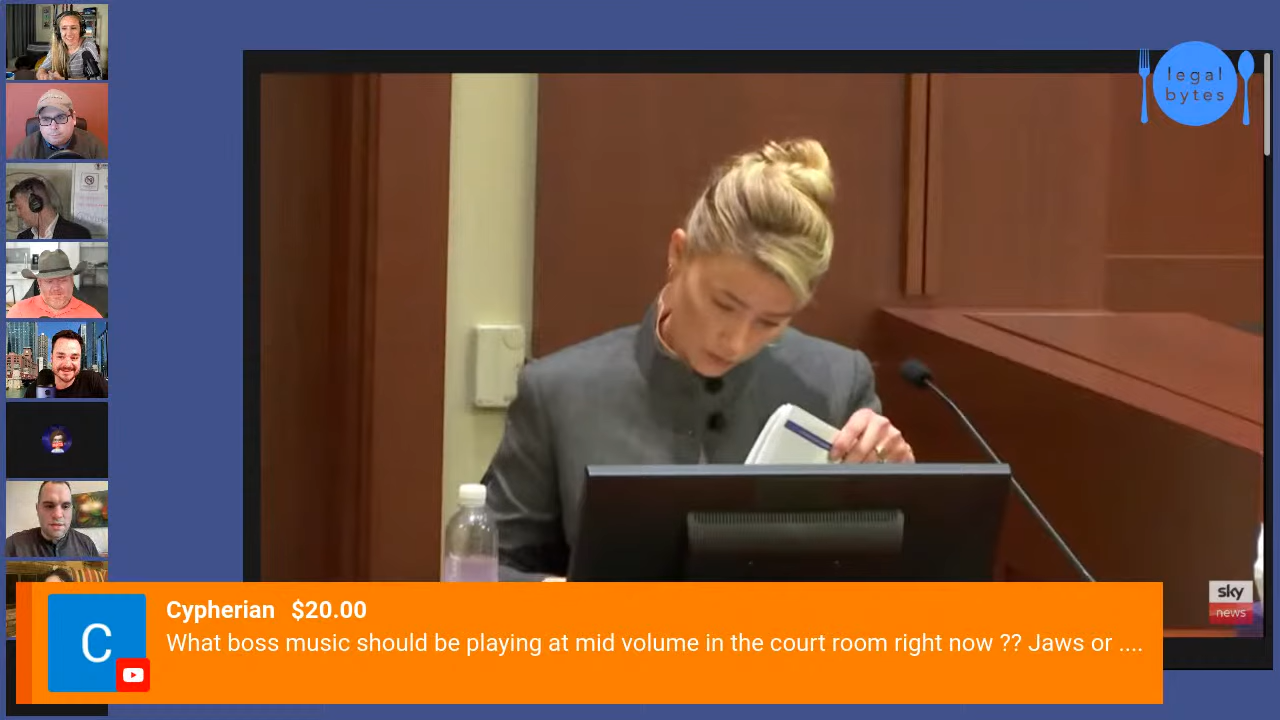 legal
bytes
sky
news
C
Cypherian $20.00
What boss music should be playing at mid volume in the court room right now ?? Jaws or ....